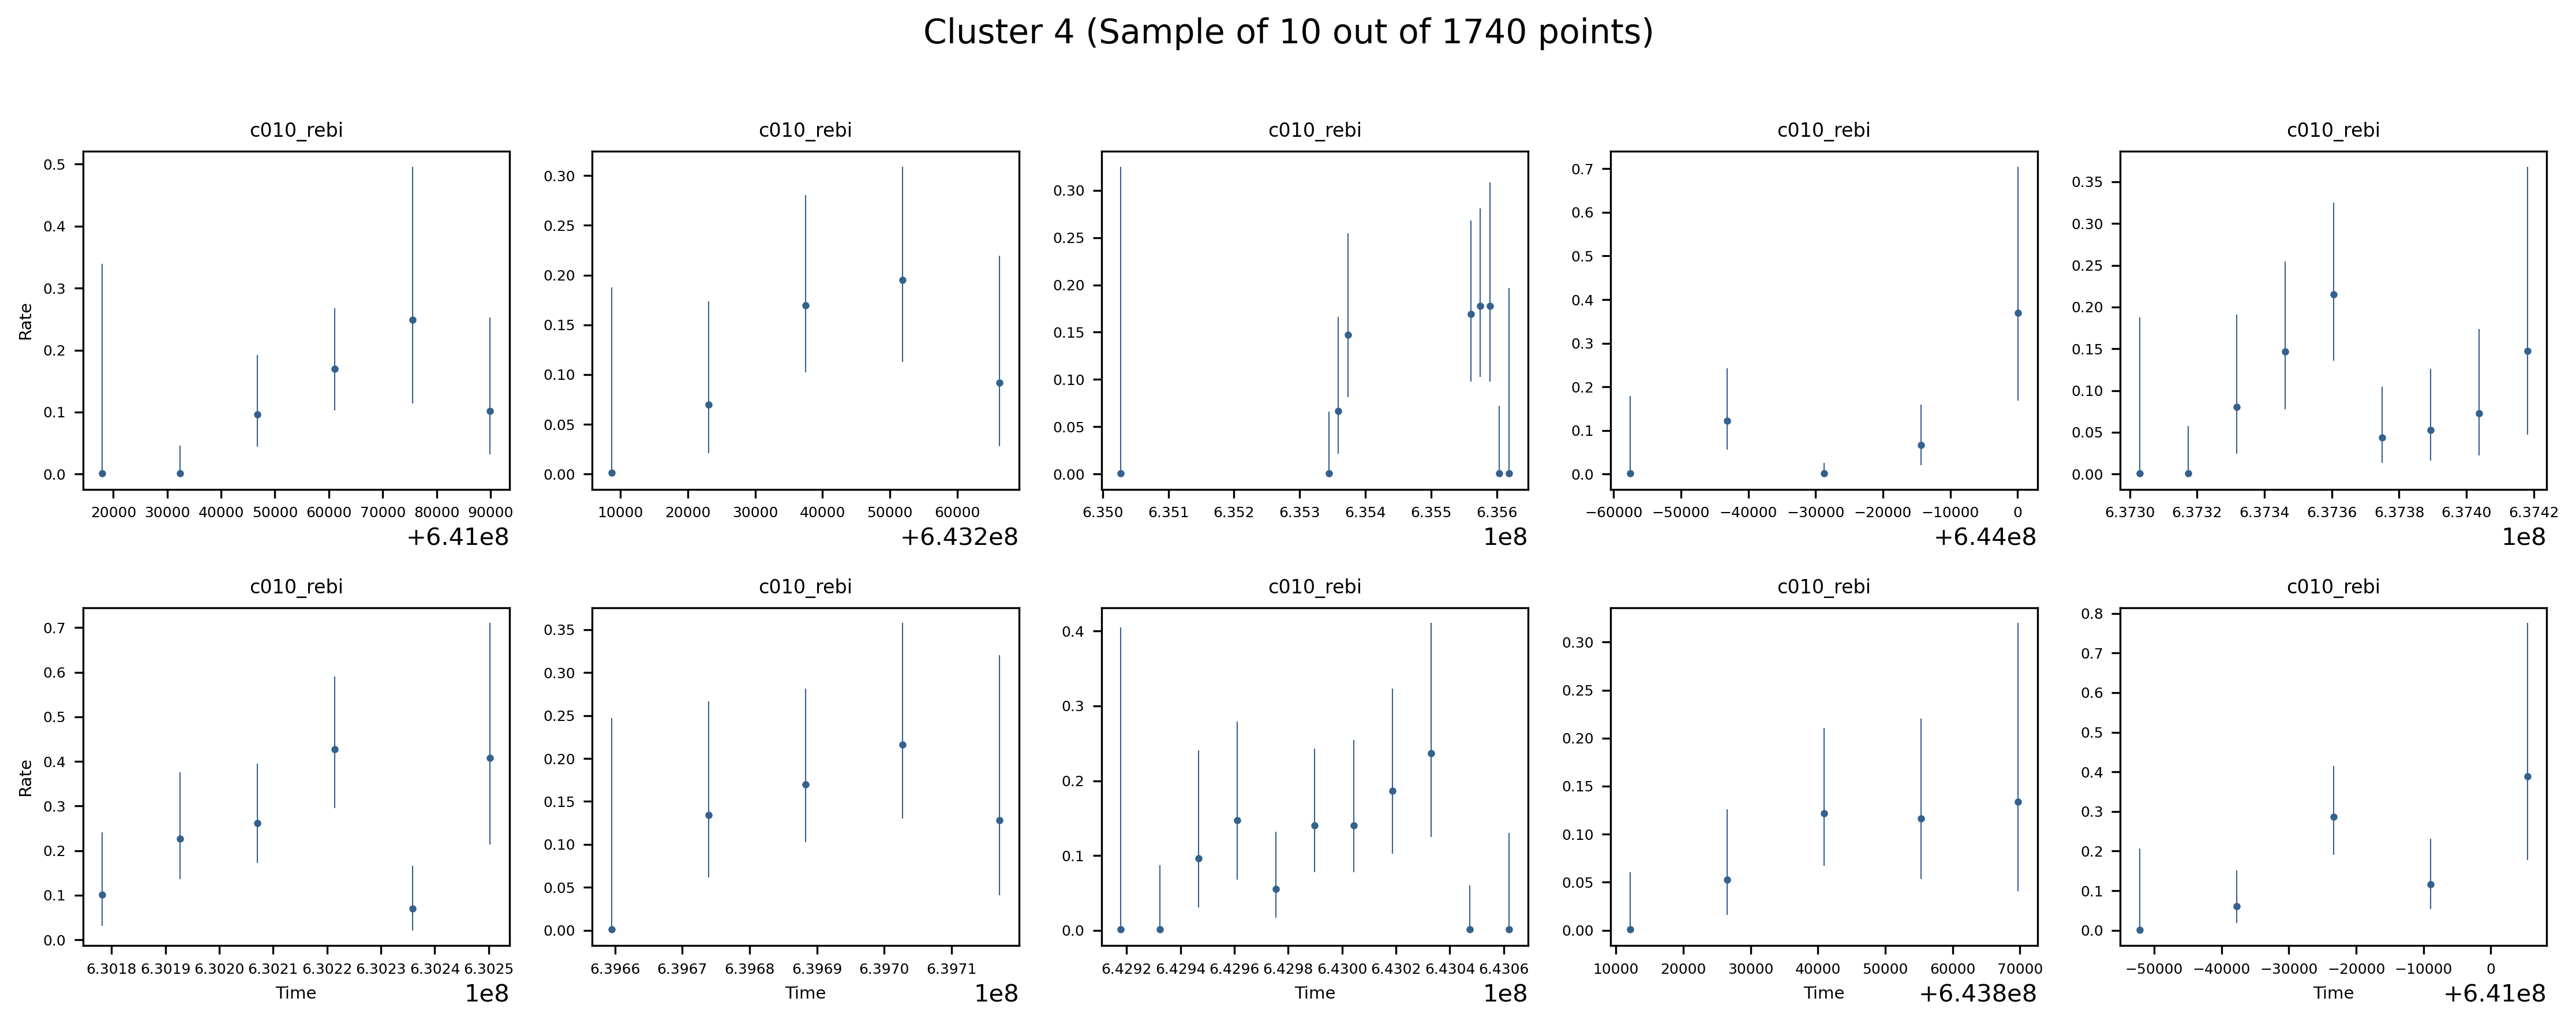 Cluster 4 (Sample of 10 out of 1740 points)
c010_rebi c010_rebi c010_rebi c010_rebi c010_rebi
Rate
0.5
0.4
0.3
0.2
0.1
0.0
20000 30000 40000 50000 60000 70000 80000 90000
+6.41e8
0.30
0.25
0.20
0.15
0.10
0.05
0.00
10000 20000 30000 40000 50000 60000
+6.432e8
0.30
0.25
0.20
0.15
0.10
0.05
0.00
6.350 6.351 6.352 6.353 6.354 6.355 6.356
1e8
0.7
0.6
0.5
0.4
0.3
0.2
0.1
0.0
−60000 −50000 −40000 −30000 −20000 −10000 0
+6.44e8
0.35
0.30
0.25
0.20
0.15
0.10
0.05
0.00
6.3730 6.3732 6.3734 6.3736 6.3738 6.3740 6.3742
1e8
c010_rebi c010_rebi c010_rebi c010_rebi c010_rebi
Rate
0.7
0.6
0.5
0.4
0.3
0.2
0.1
0.0
6.3018 6.3019 6.3020 6.3021 6.3022 6.3023 6.3024 6.3025
Time
1e8
0.35
0.30
0.25
0.20
0.15
0.10
0.05
0.00
6.3966 6.3967 6.3968 6.3969 6.3970 6.3971
Time
1e8
0.4
0.3
0.2
0.1
0.0
6.4292 6.4294 6.4296 6.4298 6.4300 6.4302 6.4304 6.4306
Time
1e8
0.30
0.25
0.20
0.15
0.10
0.05
0.00
10000 20000 30000 40000 50000 60000 70000
Time
+6.438e8
0.8
0.7
0.6
0.5
0.4
0.3
0.2
0.1
0.0
−50000 −40000 −30000 −20000 −10000 0
Time
+6.41e8